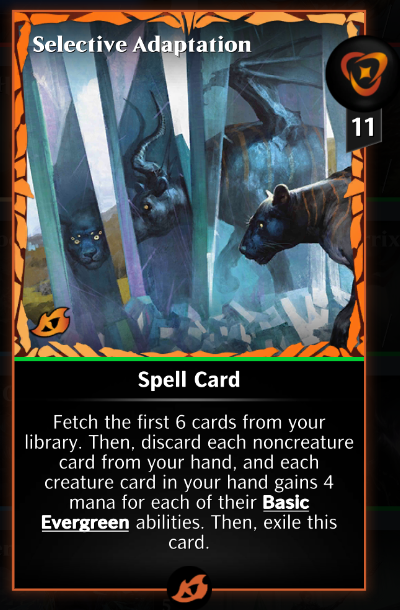 Selective Adaptation
11
Spell Card
Fetch the first 6 cards from your
library. Then, discard each noncreature
card from your hand, and each
creature card in your hand gains 4
mana for each of their Basic
Evergreen abilities. Then, exile this
card.